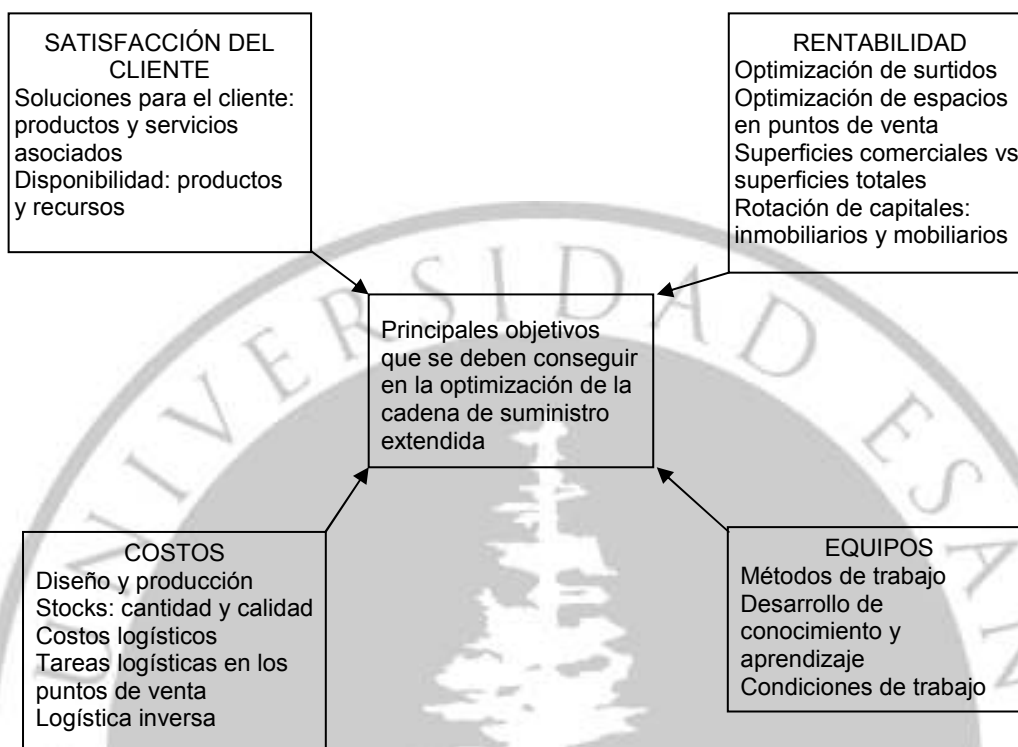 SATISFACCIÓN DEL
CLIENTE
Soluciones para el cliente:
productos y servicios
asociados
Disponibilidad: productos
y recursos
RENTABILIDAD
Optimización de surtidos
Optimización de espacios
en puntos de venta
Superficies comerciales vs
superficies totales
Rotación de capitales:
inmobiliarios y mobiliarios
Principales objetivos
que se deben conseguir
en la optimización de la
cadena de suministro
extendida
COSTOS
Diseño y producción
Stocks: cantidad y calidad
Costos logísticos
Tareas logísticas en los
puntos de venta
Logística inversa
EQUIPOS
Métodos de trabajo
Desarrollo de
conocimiento y
aprendizaje
Condiciones de trabajo
UNIVERSIDAD ESAN